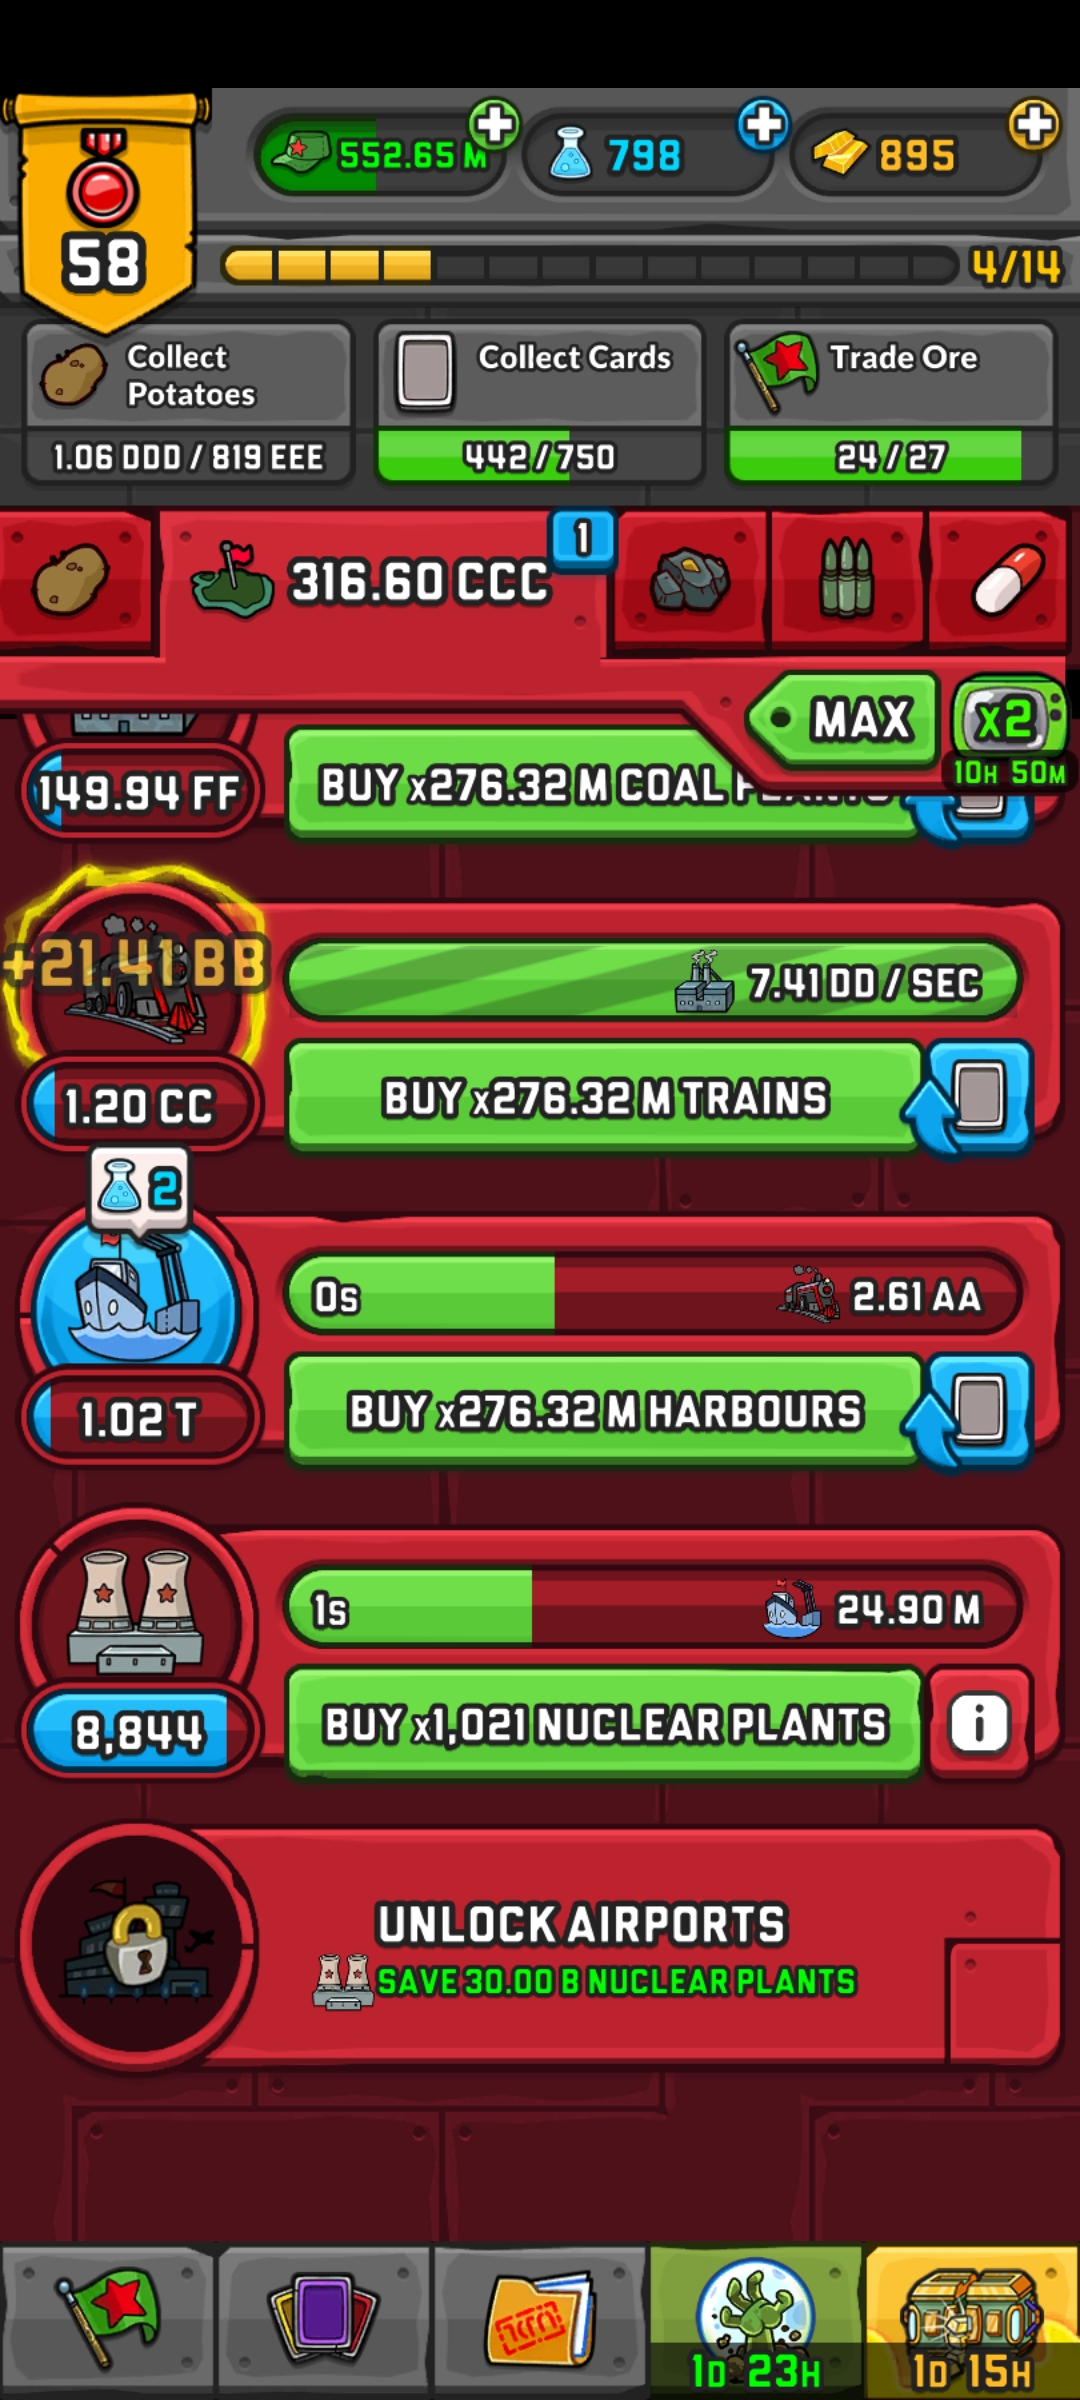 552.65 M
798
895
58
4/14
Collect
Potatoes
Collect Cards
Trade Ore
1.06 DDD / 819 EEE
442/750
24/27
316.60 CCC
1
MAX
x2
10H 50M
149.94 FF
BUY x276.32 M COAL PLANTS
+21.41 BB
7.41 DD / SEC
1.20 CC
BUY x276.32 M TRAINS
2
0s
2.61 AA
1.02 T
BUY x276.32 M HARBOURS
1s
24.90 M
8,844
BUY x1,021 NUCLEAR PLANTS
i
UNLOCK AIRPORTS
SAVE 30.00 B NUCLEAR PLANTS
1D 23H
1D 15H